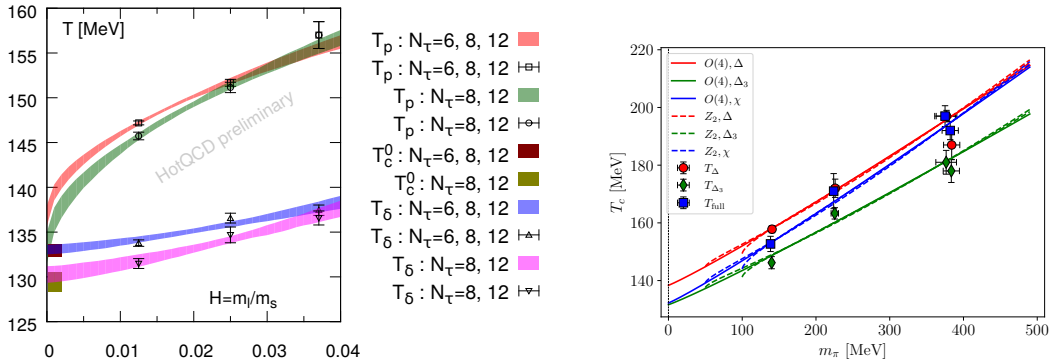 T [MeV]
160
155
150
145
140
135
130
125
0
0.01
0.02
0.03
0.04
H=m_l/m_s
HotQCD preliminary
T_p : N_τ=6, 8, 12
T_p : N_τ=6, 8, 12
T_p : N_τ=8, 12
T_p : N_τ=8, 12
T_c^0: N_τ=6, 8, 12
T_c^0: N_τ=8, 12
T_δ : N_τ=6, 8, 12
T_δ : N_τ=6, 8, 12
T_δ : N_τ=8, 12
T_δ : N_τ=8, 12
220
200
180
160
140
T_c [MeV]
0
100
200
300
400
500
m_π [MeV]
O(4), Δ
O(4), Δ_3
O(4), χ
Z_2, Δ
Z_2, Δ_3
Z_2, χ
T_Δ
T_Δ_3
T_full